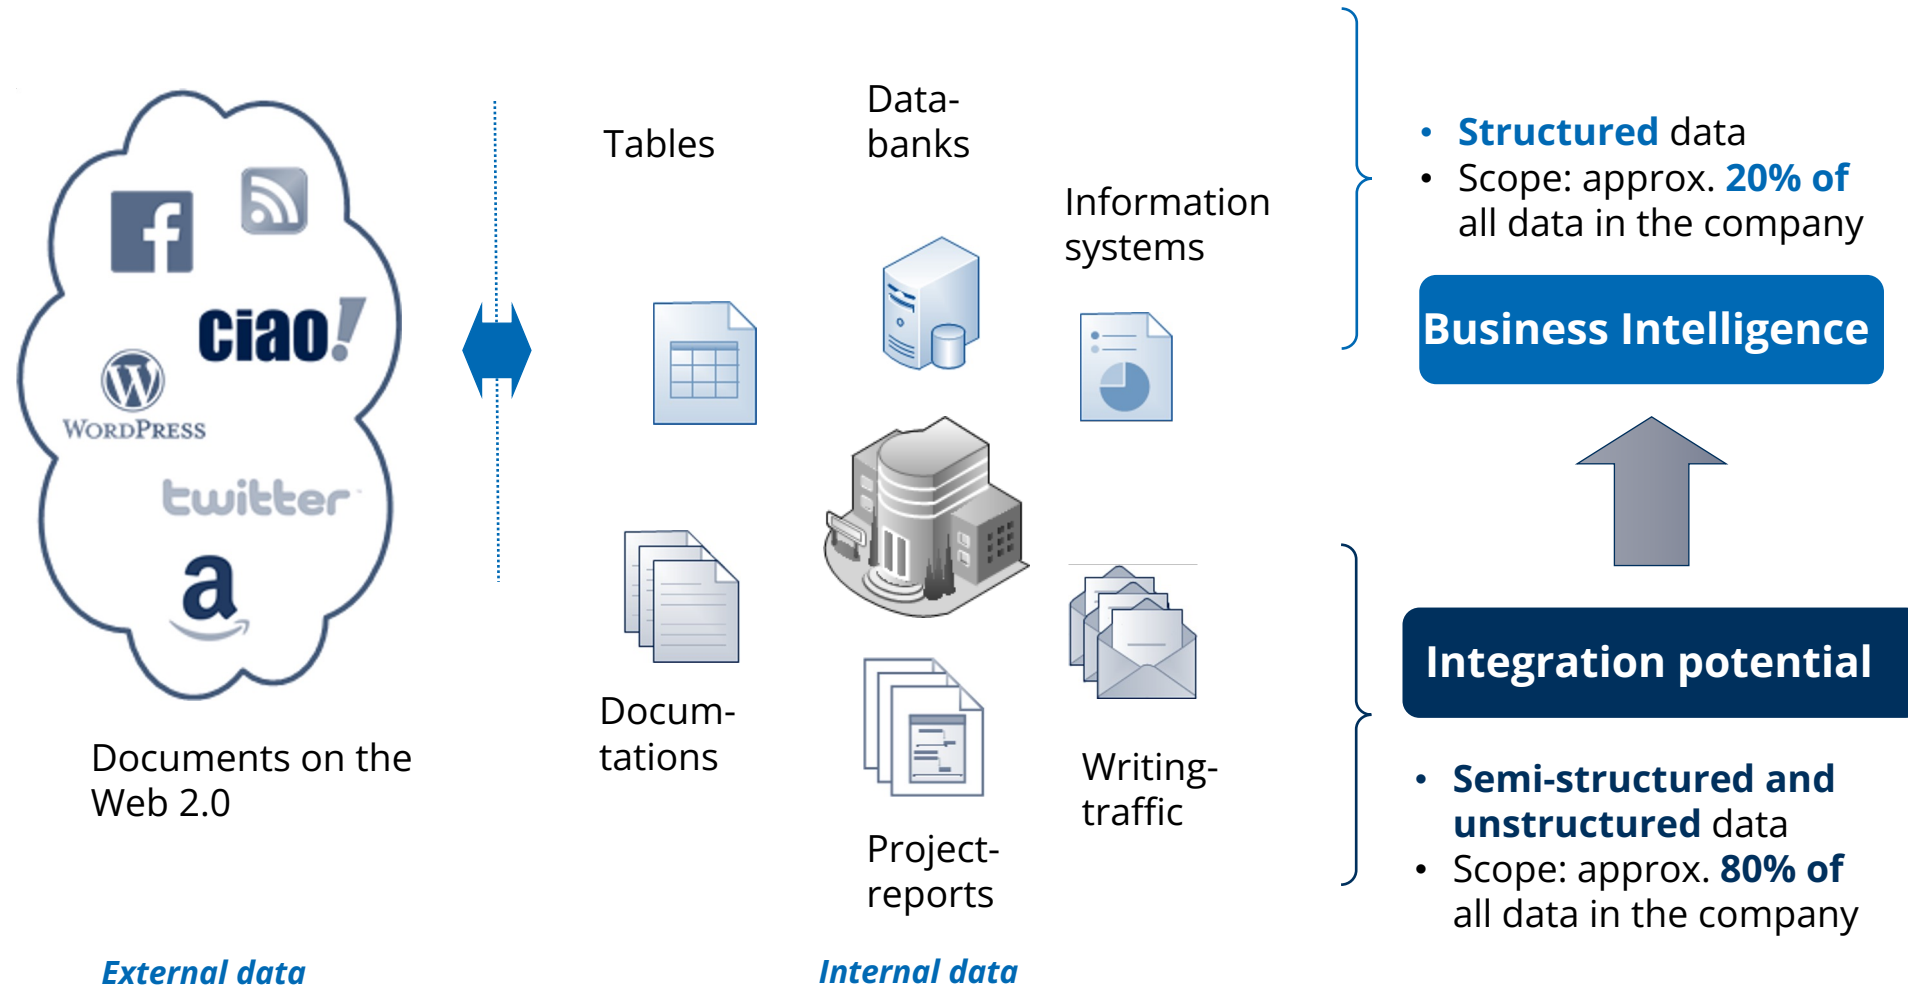 ciao!
WORDPRESS
twitter
a
Documents on the
Web 2.0
External data
Tables
Data-
banks
Information
systems
Docum-
tations
Project-
reports
Writing-
traffic
Internal data
• Structured data
• Scope: approx. 20% of
all data in the company
Business Intelligence
Integration potential
• Semi-structured and
unstructured data
• Scope: approx. 80% of
all data in the company